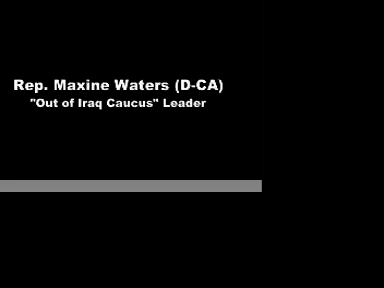 Rep. Maxine Waters (D-CA)
"Out of Iraq Caucus" Leader